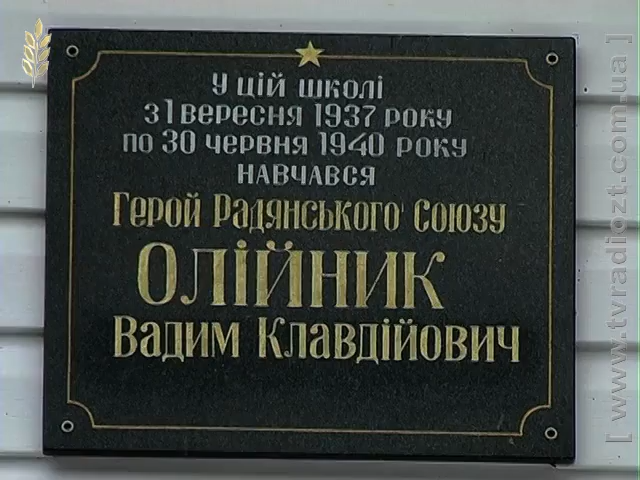 У цій школі
з 1 вересня 1937 року
по 30 червня 1940 року
навчався
Герой Радянського Союзу
ОЛІЙНИК
Вадим Клавдійович
[ www.tvradiozt.com.ua ]